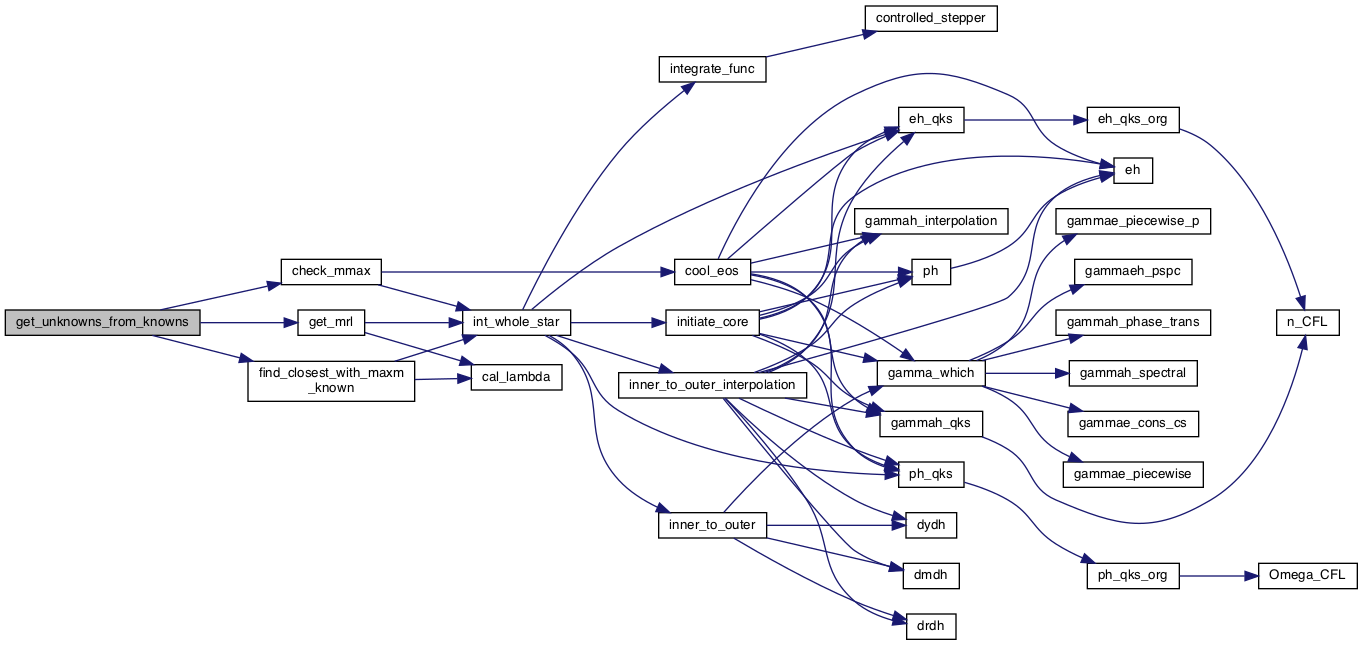 controlled_stepper
integrate_func
eh_qks
eh_qks_org
eh
gammah_interpolation
gammae_piecewise_p
check_mmax
cool_eos
ph
gammaeh_pspc
get_unknowns_from_knowns
get_mrl
int_whole_star
initiate_core
gammah_phase_trans
n_CFL
find_closest_with_maxm
_known
cal_lambda
inner_to_outer_interpolation
gamma_which
gammah_spectral
gammah_qks
gammae_cons_cs
ph_qks
gammae_piecewise
inner_to_outer
dydh
dmdh
ph_qks_org
Omega_CFL
drdh